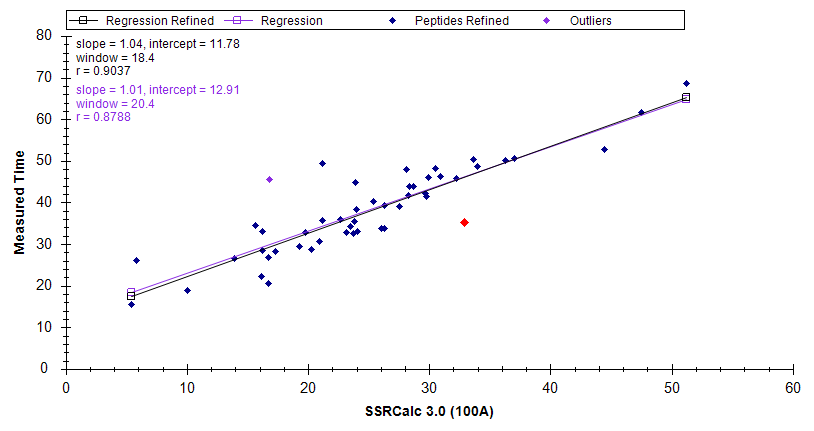 Regression Refined Regression Peptides Refined Outliers
slope = 1.04, intercept = 11.78
window = 18.4
r = 0.9037
slope = 1.01, intercept = 12.91
window = 20.4
r = 0.8788
Measured Time
80
70
60
50
40
30
20
10
0
0 10 20 30 40 50 60
SSRCalc 3.0 (100A)